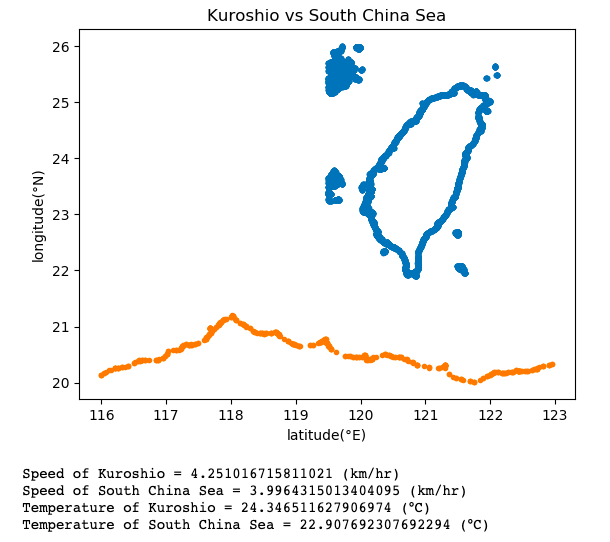 Kuroshio vs South China Sea
26
25
24
23
22
21
20
longitude(°N)
116 117 118 119 120 121 122 123
latitude(°E)
Speed of Kuroshio = 4.251016715811021 (km/hr)
Speed of South China Sea = 3.9964315013404095 (km/hr)
Temperature of Kuroshio = 24.346511627906974 (°C)
Temperature of South China Sea = 22.907692307692294 (°C)